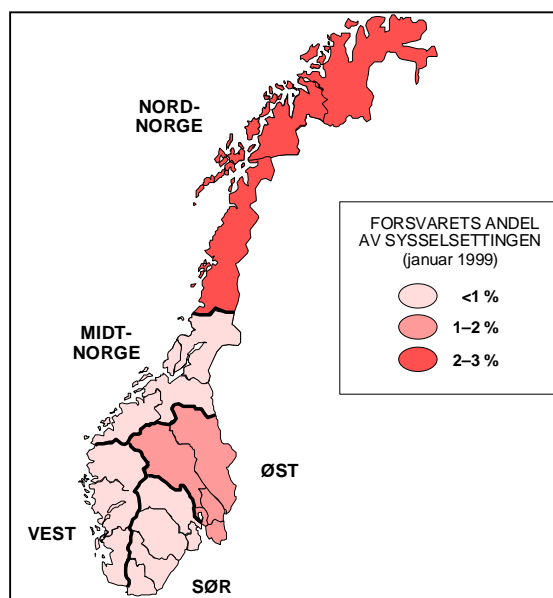 NORD-
NORGE
FORSVARETS ANDEL
AV SYSSELSETTINGEN
(januar 1999)
<1 %
1–2 %
2–3 %
MIDT-
NORGE
ØST
VEST
SØR